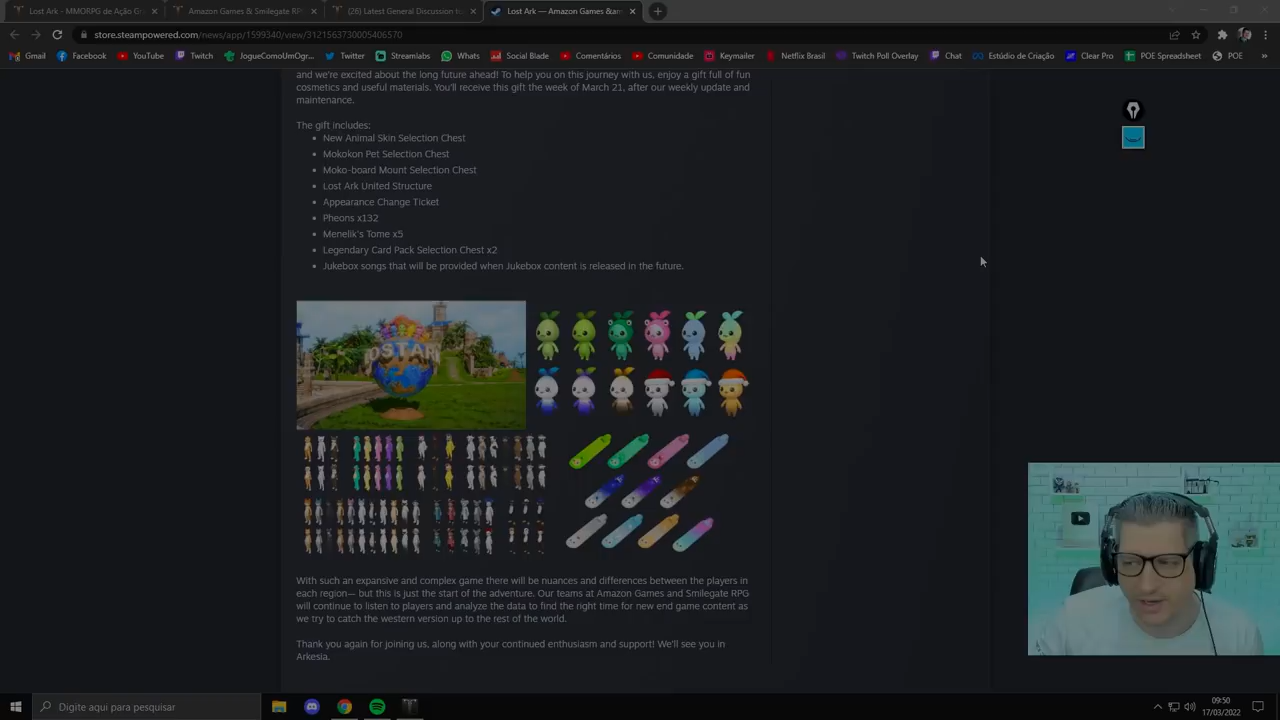 Lost Ark - MMORPG de Ação Gr
Amazon Games & Smilegate RP
(26) Latest General Discussion to
Lost Ark — Amazon Games &am
store.steampowered.com/news/app/1599340/view/3121563730005406570
Gmail
Facebook
YouTube
Twitch
JogueComoUmOgr...
Twitter
Streamlabs
WhatsApp
Social Blade
Comentários
Comunidade
Keymailer
Netflix Brasil
Twitch Poll Overlay
Chat
Estúdio de Criação
Clear Pro
POE Spreadsheet
POE
and we're excited about the long future ahead! To help you on this journey with us, enjoy a gift full of fun
cosmetics and useful materials. You'll receive this gift the week of March 21, after our weekly update and
maintenance.
The gift includes:
New Animal Skin Selection Chest
Mokokon Pet Selection Chest
Moko-board Mount Selection Chest
Lost Ark United Structure
Appearance Change Ticket
Pheons x132
Menelik's Tome x5
Legendary Card Pack Selection Chest x2
Jukebox songs that will be provided when Jukebox content is released in the future.
With such an expansive and complex game there will be nuances and differences between the players in
each region— but this is just the start of the adventure. Our teams at Amazon Games and Smilegate RPG
will continue to listen to players and analyze the data to find the right time for new end game content as
we try to catch the western version up to the rest of the world.
Thank you again for joining us, along with your continued enthusiasm and support! We'll see you in
Arkesia.
Digite aqui para pesquisar
09:50
17/03/2022